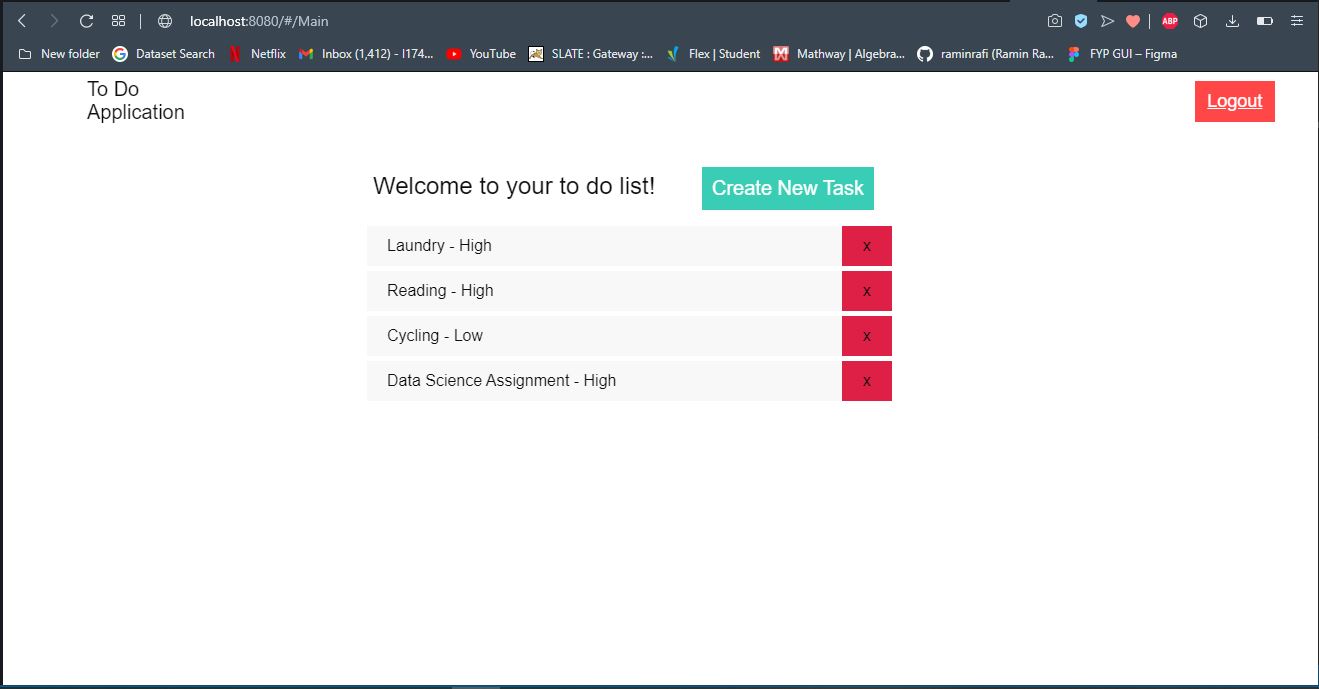 localhost:8080/#/Main
ABP
New folder
Dataset Search
Netflix
Inbox (1,412) - I174...
YouTube
SLATE : Gateway :...
Flex | Student
Mathway | Algebra...
raminrafi (Ramin Ra...
FYP GUI – Figma
To Do
Application
Logout
Welcome to your to do list!
Create New Task
Laundry - High
x
Reading - High
x
Cycling - Low
x
Data Science Assignment - High
x